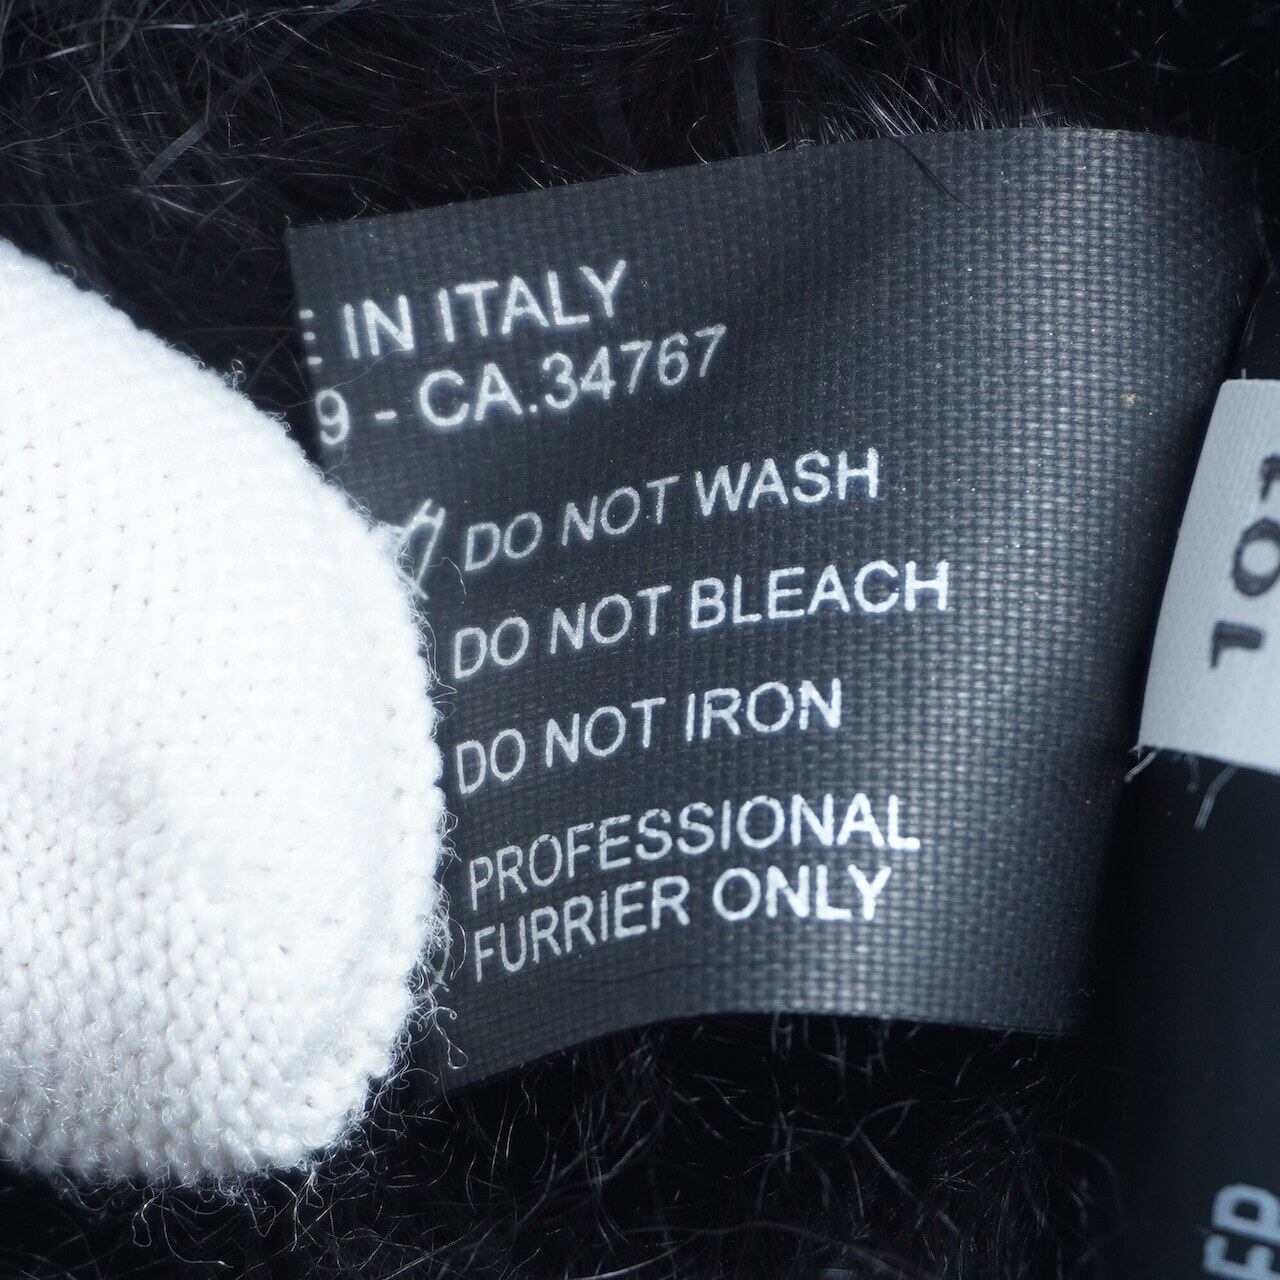 IN ITALY
9 - CA.34767
DO NOT WASH
DO NOT BLEACH
DO NOT IRON
PROFESSIONAL
FURRIER ONLY